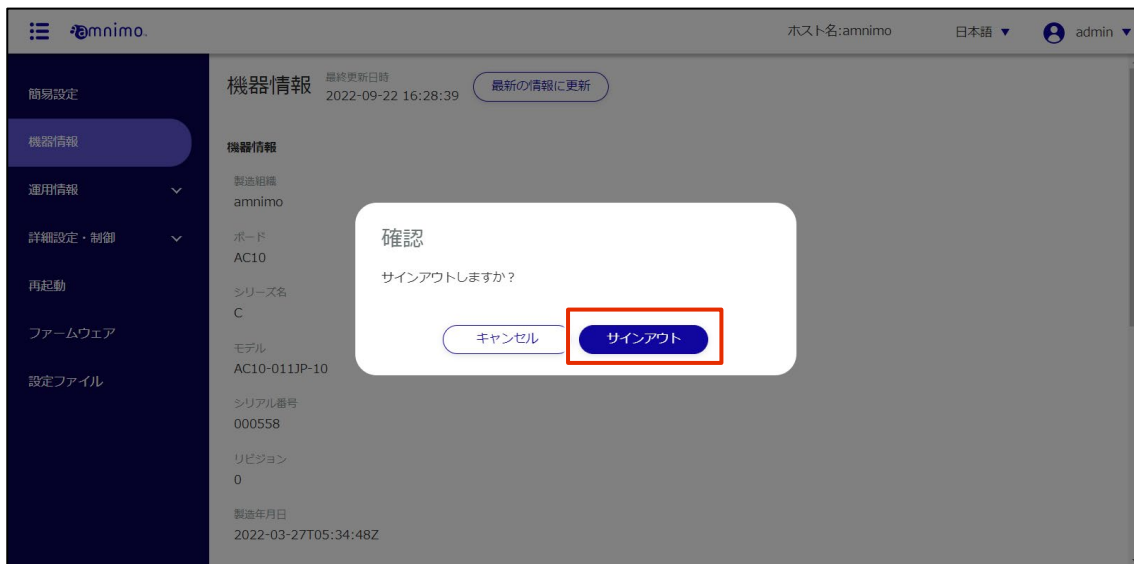 amnimo.
ホスト名:amnimo
日本語 ▼
admin ▼
簡易設定
機器情報
運用情報
詳細設定・制御
再起動
ファームウェア
設定ファイル
機器情報
最終更新日時
2022-09-22 16:28:39
最新の情報に更新
機器情報
製造組織
amnimo
ボード
AC10
シリーズ名
C
モデル
AC10-011JP-10
シリアル番号
000558
リビジョン
0
製造年月日
2022-03-27T05:34:48Z
確認
サインアウトしますか？
キャンセル
サインアウト